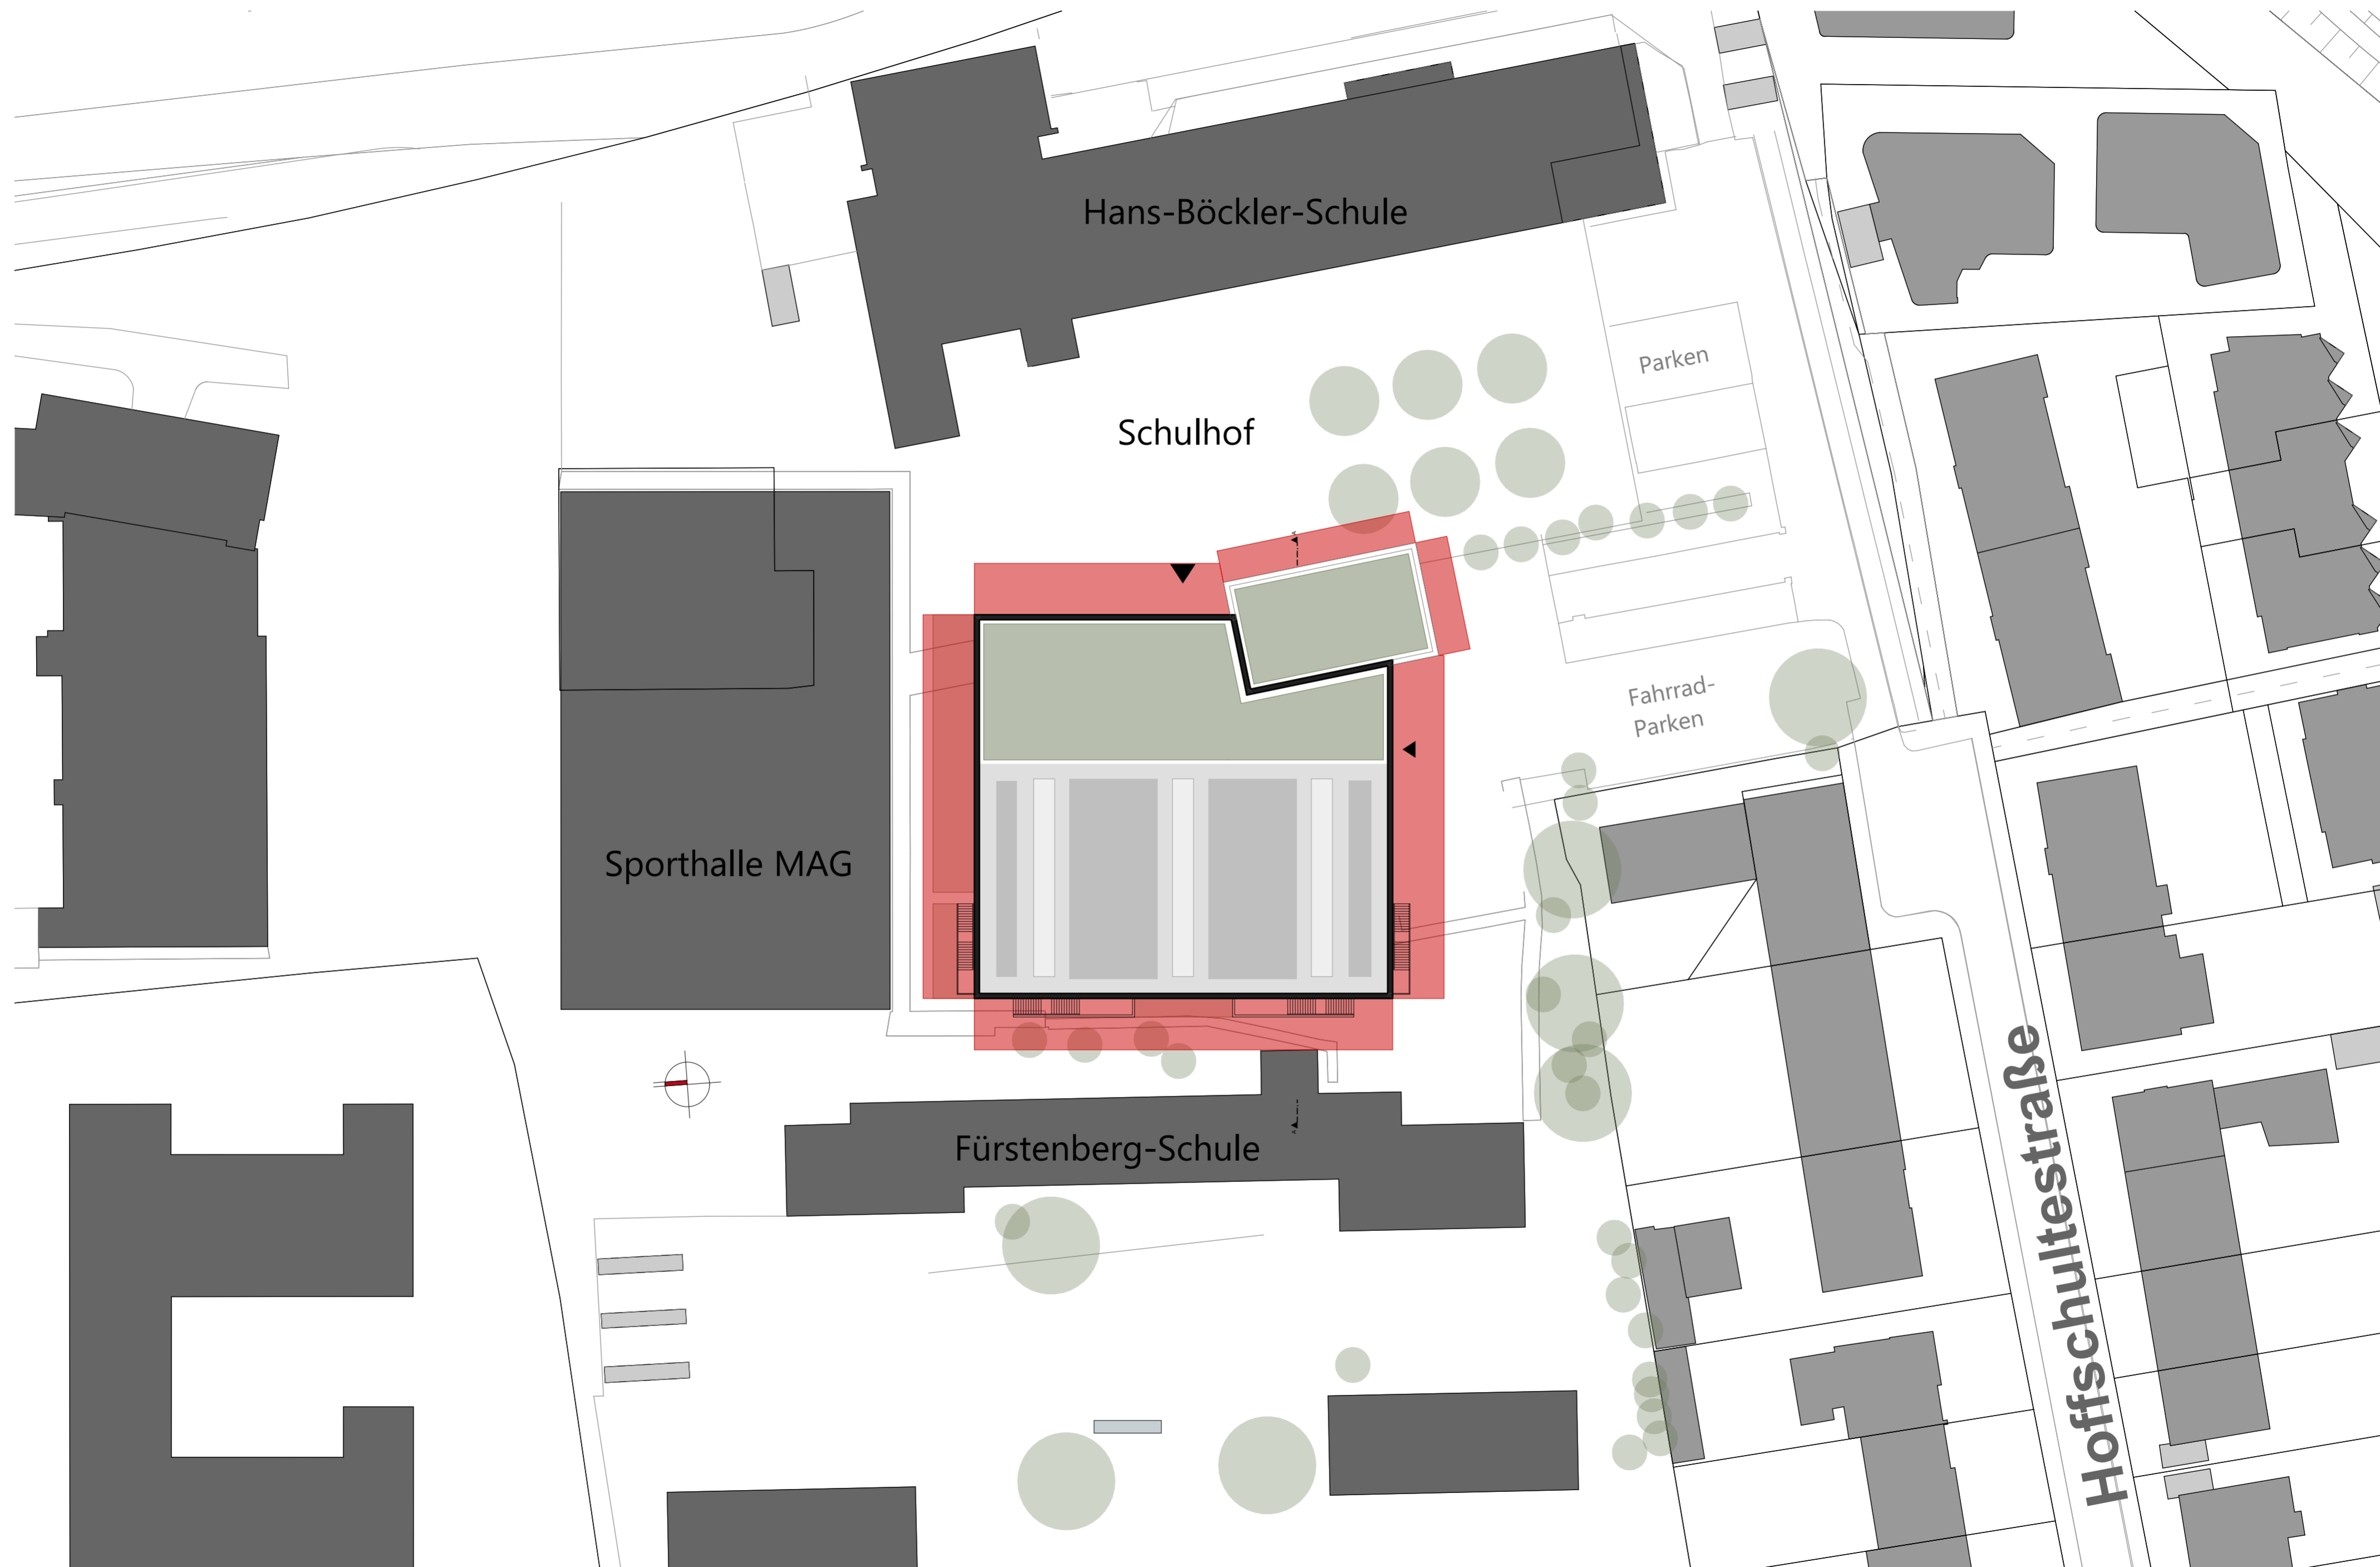 Hans-Böckler-Schule
Parken
Schulhof
Fahrrad-
Parken
Sporthalle MAG
Fürstenberg-Schule
Hoffschultestraße